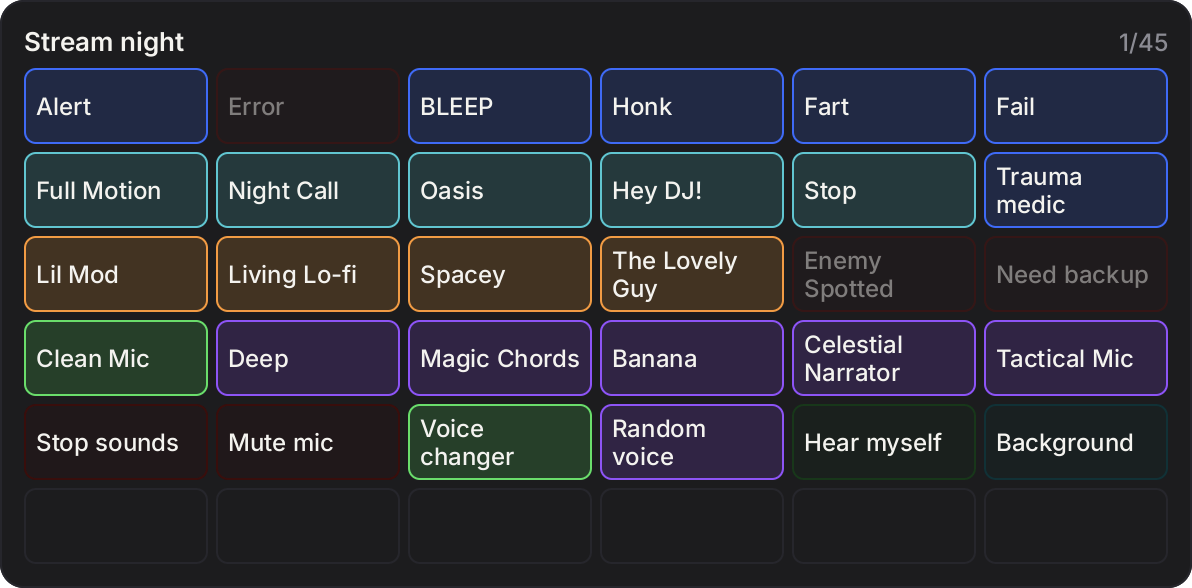 Stream night
1/45
Alert
Error
BLEEP
Honk
Fart
Fail
Full Motion
Night Call
Oasis
Hey DJ!
Stop
Trauma
medic
Lil Mod
Living Lo-fi
Spacey
The Lovely
Guy
Enemy
Spotted
Need backup
Clean Mic
Deep
Magic Chords
Banana
Celestial
Narrator
Tactical Mic
Stop sounds
Mute mic
Voice
changer
Random
voice
Hear myself
Background